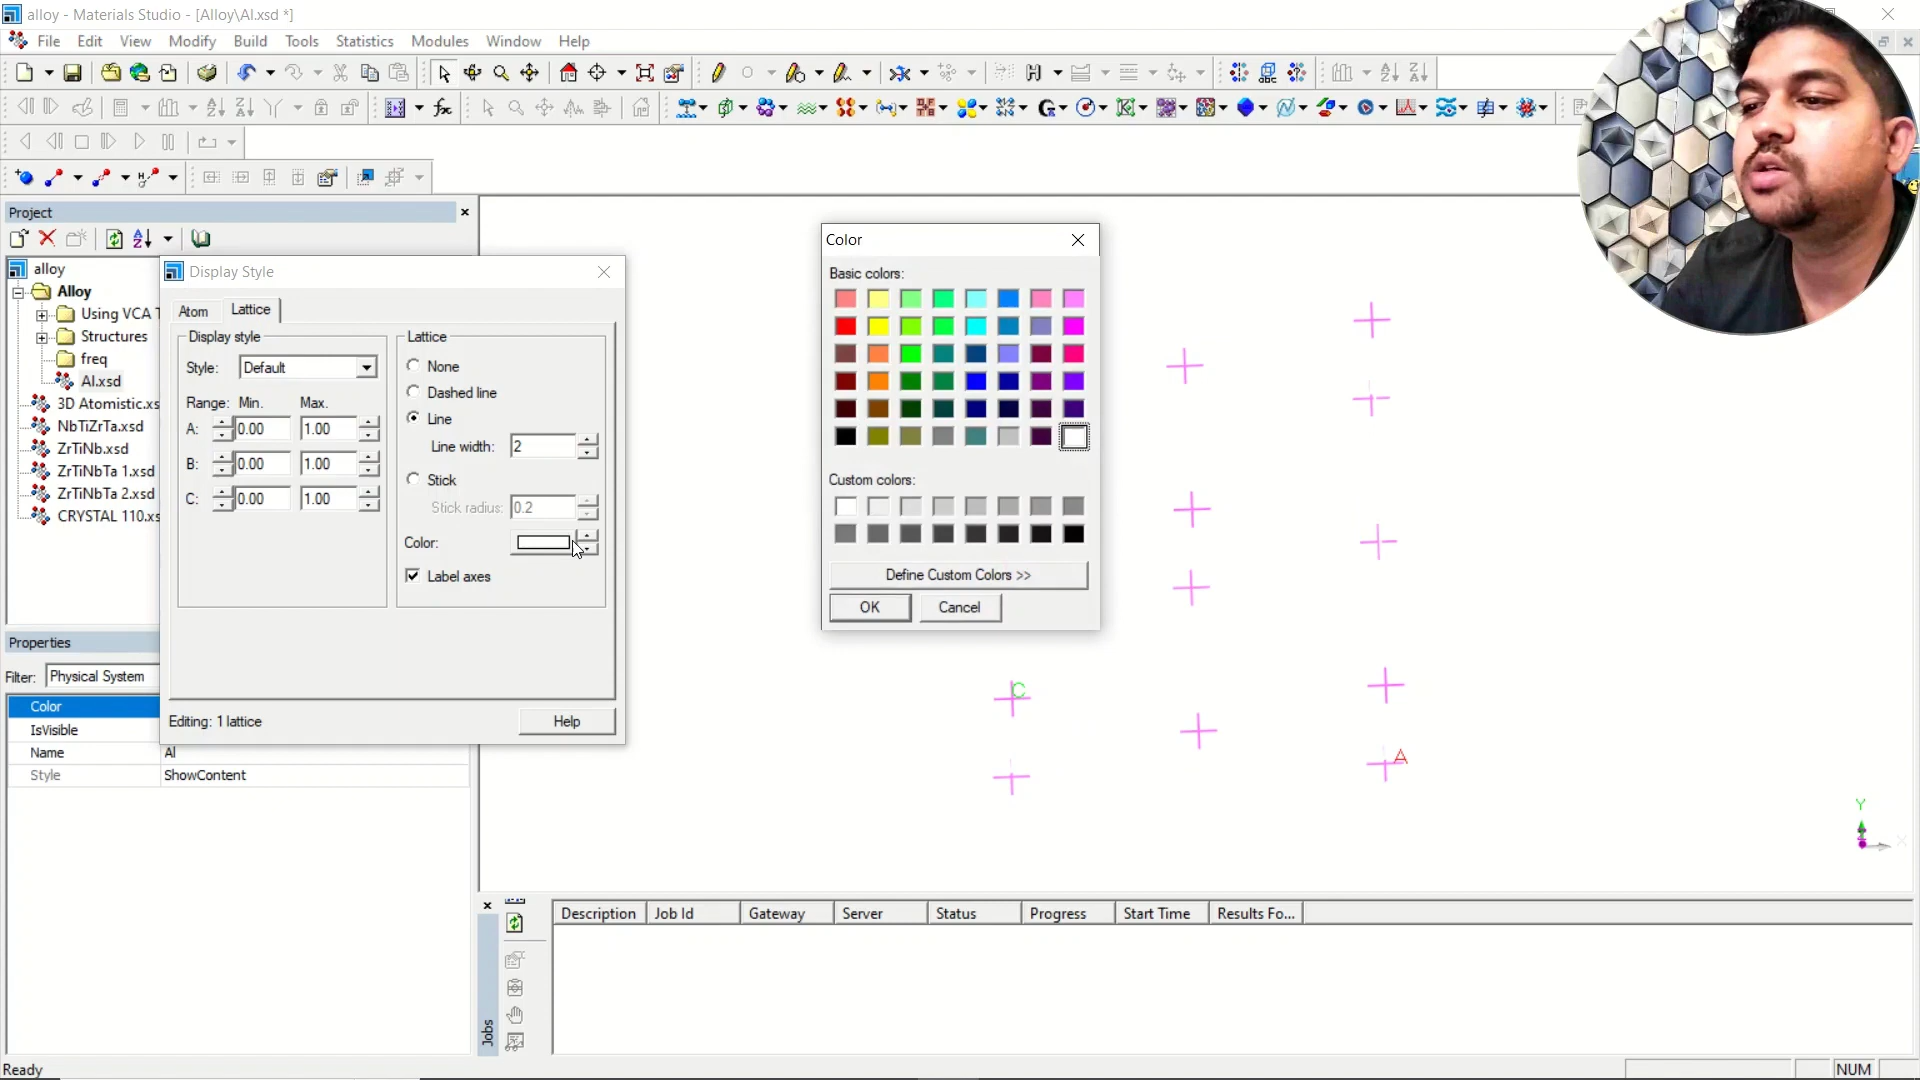 alloy - Materials Studio - [Alloy\Al.xsd *]
File Edit View Modify Build Tools Statistics Modules Window Help
Project
alloy
Alloy
Using VCA T
Structures
freq
Al.xsd
3D Atomistic.xs
NbTiZrTa.xsd
ZrTiNb.xsd
ZrTiNbTa 1.xsd
ZrTiNbTa 2.xsd
CRYSTAL 110.xs
Properties
Filter: Physical System
Color
IsVisible
Name Al
Style ShowContent
Display Style
Atom Lattice
Display style
Style: Default
Range: Min. Max.
A: 0.00 1.00
B: 0.00 1.00
C: 0.00 1.00
Lattice
None
Dashed line
Line
Line width: 2
Stick
Stick radius: 0.2
Color:
Label axes
Editing: 1 lattice
Help
Color
Basic colors:
Custom colors:
Define Custom Colors >>
OK Cancel
C
A
Y
X
Jobs
Description Job Id Gateway Server Status Progress Start Time Results Fo...
Ready
NUM